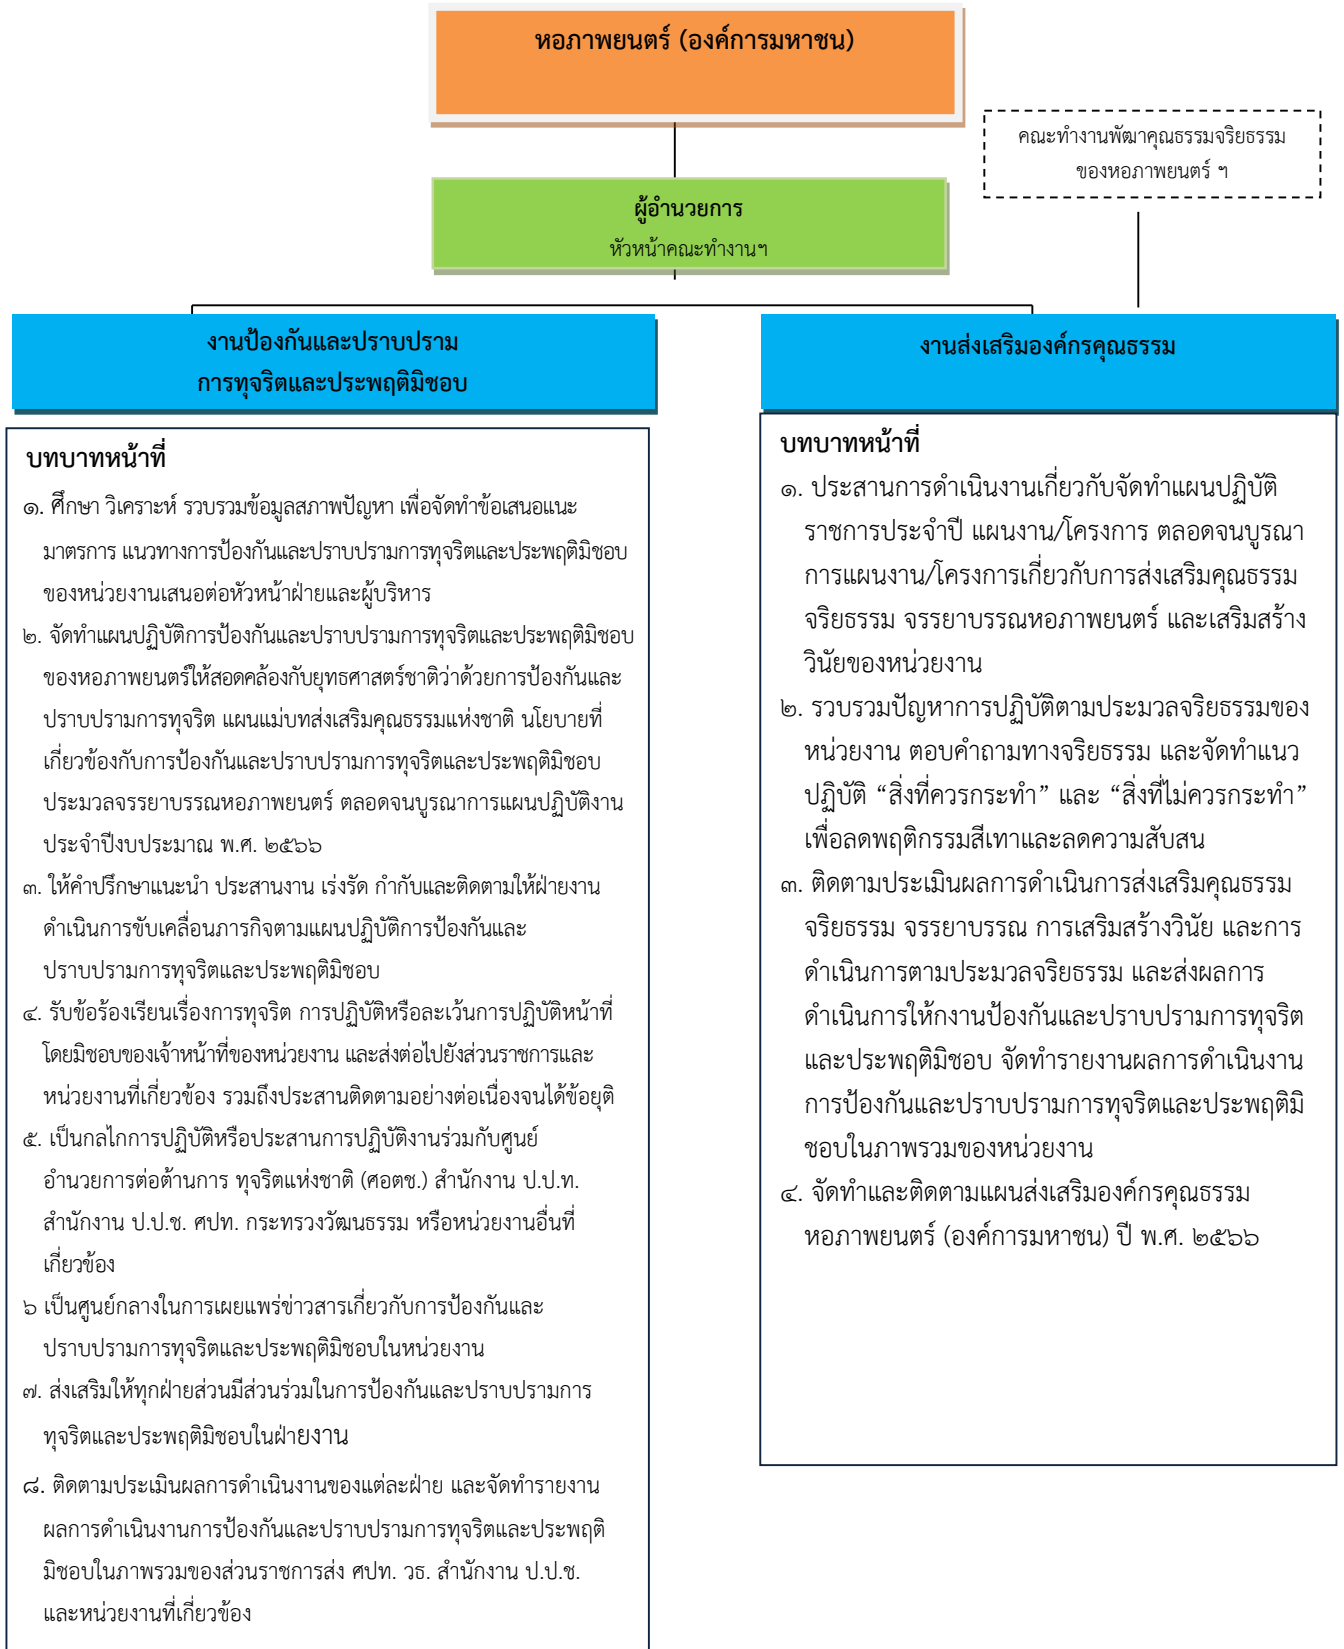 หอภาพยนตร์ (องค์การมหาชน)
คณะทำงานพัฒาคุณธรรมจริยธรรม
ของหอภาพยนตร์ ฯ
ผู้อำนวยการ
หัวหน้าคณะทำงานฯ
งานป้องกันและปราบปราม
การทุจริตและประพฤติมิชอบ
บทบาทหน้าที่
๑. ศึกษา วิเคราะห์ รวบรวมข้อมูลสภาพปัญหา เพื่อจัดทำข้อเสนอแนะ
มาตรการ แนวทางการป้องกันและปราบปรามการทุจริตและประพฤติมิชอบ
ของหน่วยงานเสนอต่อหัวหน้าฝ่ายและผู้บริหาร
๒. จัดทำแผนปฏิบัติการป้องกันและปราบปรามการทุจริตและประพฤติมิชอบ
ของหอภาพยนตร์ให้สอดคล้องกับยุทธศาสตร์ชาติว่าด้วยการป้องกันและ
ปราบปรามการทุจริต แผนแม่บทส่งเสริมคุณธรรมแห่งชาติ นโยบายที่
เกี่ยวข้องกับการป้องกันและปราบปรามการทุจริตและประพฤติมิชอบ
ประมวลจรรยาบรรณหอภาพยนตร์ ตลอดจนบูรณาการแผนปฏิบัติงาน
ประจำปีงบประมาณ พ.ศ. ๒๕๖๖
๓. ให้คำปรึกษาแนะนำ ประสานงาน เร่งรัด กำกับและติดตามให้ฝ่ายงาน
ดำเนินการขับเคลื่อนภารกิจตามแผนปฏิบัติการป้องกันและ
ปราบปรามการทุจริตและประพฤติมิชอบ
๔. รับข้อร้องเรียนเรื่องการทุจริต การปฏิบัติหรือละเว้นการปฏิบัติหน้าที่
โดยมิชอบของเจ้าหน้าที่ของหน่วยงาน และส่งต่อไปยังส่วนราชการและ
หน่วยงานที่เกี่ยวข้อง รวมถึงประสานติดตามอย่างต่อเนื่องจนได้ข้อยุติ
๕. เป็นกลไกการปฏิบัติหรือประสานการปฏิบัติงานร่วมกับศูนย์
อำนวยการต่อต้านการ ทุจริตแห่งชาติ (ศอตช.) สำนักงาน ป.ป.ท.
สำนักงาน ป.ป.ช. ศปท. กระทรวงวัฒนธรรม หรือหน่วยงานอื่นที่
เกี่ยวข้อง
๖ เป็นศูนย์กลางในการเผยแพร่ข่าวสารเกี่ยวกับการป้องกันและ
ปราบปรามการทุจริตและประพฤติมิชอบในหน่วยงาน
๗. ส่งเสริมให้ทุกฝ่ายส่วนมีส่วนร่วมในการป้องกันและปราบปรามการ
ทุจริตและประพฤติมิชอบในฝ่ายงาน
๘. ติดตามประเมินผลการดำเนินงานของแต่ละฝ่าย และจัดทำรายงาน
ผลการดำเนินงานการป้องกันและปราบปรามการทุจริตและประพฤติ
มิชอบในภาพรวมของส่วนราชการส่ง ศปท. วธ. สำนักงาน ป.ป.ช.
และหน่วยงานที่เกี่ยวข้อง
งานส่งเสริมองค์กรคุณธรรม
บทบาทหน้าที่
๑. ประสานการดำเนินงานเกี่ยวกับจัดทำแผนปฏิบัติ
ราชการประจำปี แผนงาน/โครงการ ตลอดจนบูรณา
การแผนงาน/โครงการเกี่ยวกับการส่งเสริมคุณธรรม
จริยธรรม จรรยาบรรณหอภาพยนตร์ และเสริมสร้าง
วินัยของหน่วยงาน
๒. รวบรวมปัญหาการปฏิบัติตามประมวลจริยธรรมของ
หน่วยงาน ตอบคำถามทางจริยธรรม และจัดทำแนว
ปฏิบัติ “สิ่งที่ควรกระทำ” และ “สิ่งที่ไม่ควรกระทำ”
เพื่อลดพฤติกรรมสีเทาและลดความสับสน
๓. ติดตามประเมินผลการดำเนินการส่งเสริมคุณธรรม
จริยธรรม จรรยาบรรณ การเสริมสร้างวินัย และการ
ดำเนินการตามประมวลจริยธรรม และส่งผลการ
ดำเนินการให้กงานป้องกันและปราบปรามการทุจริต
และประพฤติมิชอบ จัดทำรายงานผลการดำเนินงาน
การป้องกันและปราบปรามการทุจริตและประพฤติมิ
ชอบในภาพรวมของหน่วยงาน
๔. จัดทำและติดตามแผนส่งเสริมองค์กรคุณธรรม
หอภาพยนตร์ (องค์การมหาชน) ปี พ.ศ. ๒๕๖๖